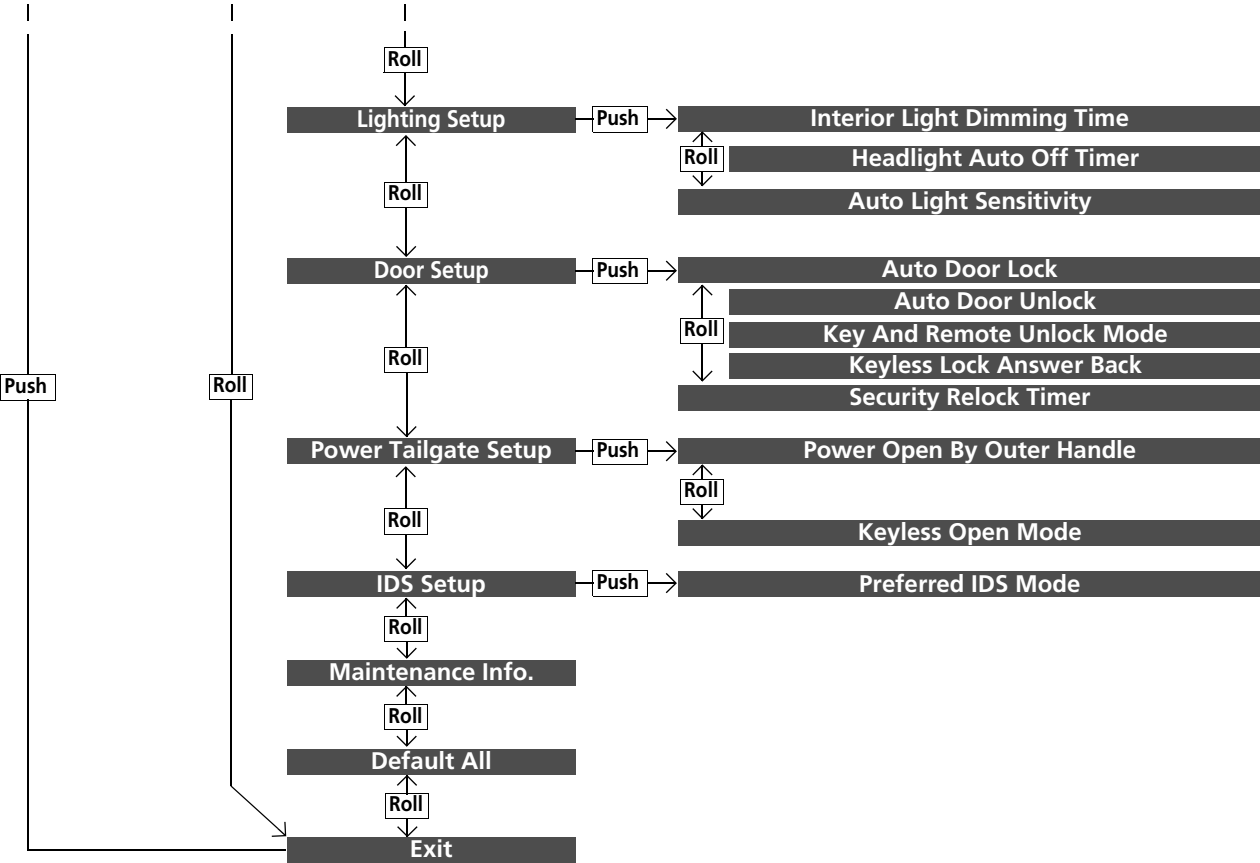 Roll
Lighting Setup
Push
Interior Light Dimming Time
Roll
Headlight Auto Off Timer
Auto Light Sensitivity
Roll
Door Setup
Push
Auto Door Lock
Auto Door Unlock
Roll
Key And Remote Unlock Mode
Keyless Lock Answer Back
Security Relock Timer
Roll
Push
Roll
Power Tailgate Setup
Push
Power Open By Outer Handle
Roll
Keyless Open Mode
Roll
IDS Setup
Push
Preferred IDS Mode
Roll
Maintenance Info.
Roll
Default All
Roll
Exit